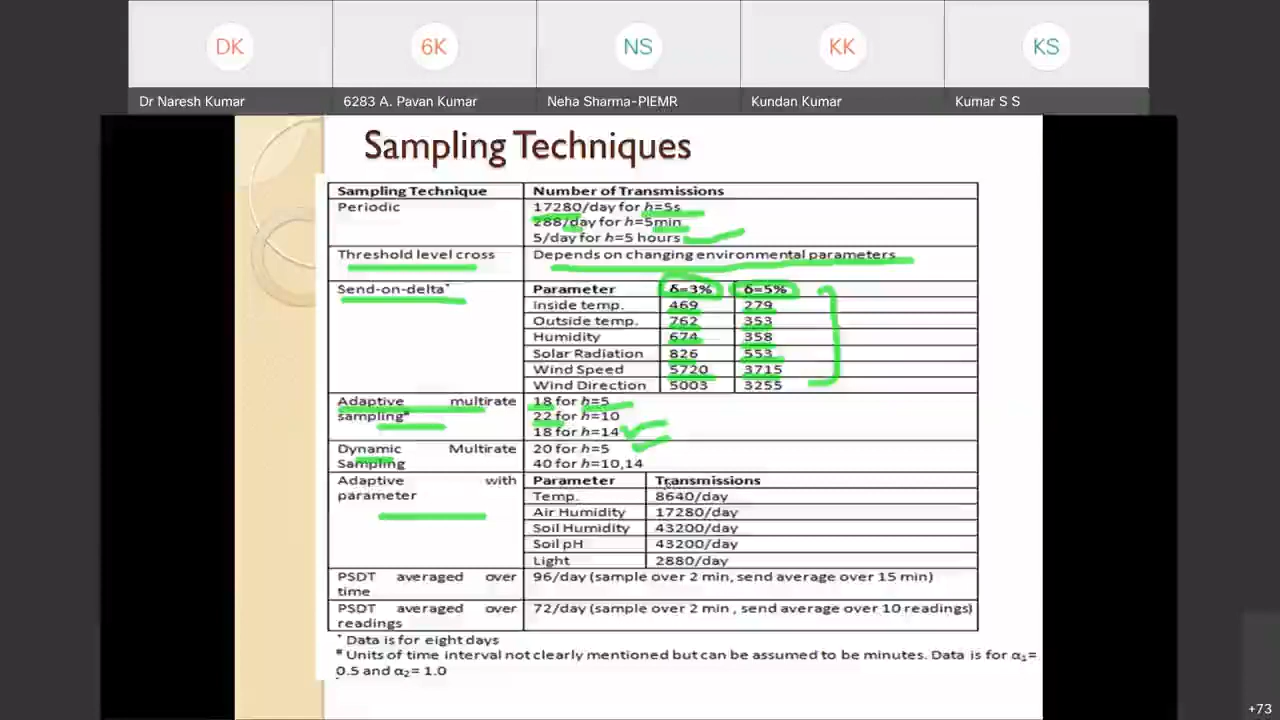 DK
6K
NS
KK
KS
Dr Naresh Kumar
6283 A. Pavan Kumar
Neha Sharma-PIEMR
Kundan Kumar
Kumar S S
Sampling Techniques
Sampling Technique Number of Transmissions
Periodic 17280/day for h=5s
288/day for h=5min
5/day for h=5 hours
Threshold level cross Depends on changing environmental parameters
Send-on-delta* Parameter δ=3% δ=5%
Inside temp. 469 279
Outside temp. 762 353
Humidity 674 358
Solar Radiation 826 553
Wind Speed 5720 3715
Wind Direction 5003 3255
Adaptive multirate 18 for h=5
sampling# 22 for h=10
18 for h=14
Dynamic Multirate 20 for h=5
Sampling 40 for h=10,14
Adaptive with Parameter Transmissions
parameter Temp. 8640/day
Air Humidity 17280/day
Soil Humidity 43200/day
Soil pH 43200/day
Light 2880/day
PSDT averaged over 96/day (sample over 2 min, send average over 15 min)
time
PSDT averaged over 72/day (sample over 2 min , send average over 10 readings)
readings
* Data is for eight days
# Units of time interval not clearly mentioned but can be assumed to be minutes. Data is for α1=
0.5 and α2= 1.0
+73